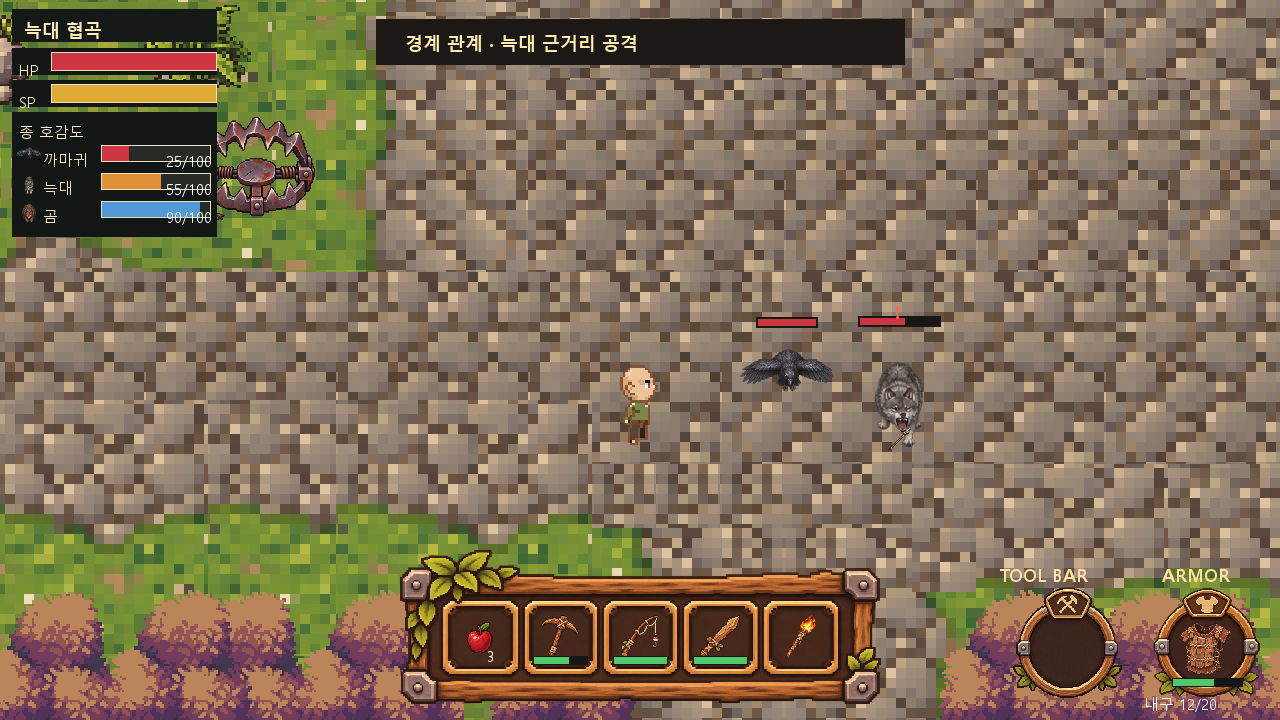 늑대 협곡
경계 관계 · 늑대 근거리 공격
HP
SP
종 호감도
까마귀 25/100
늑대 55/100
곰 90/100
3
TOOL BAR
ARMOR
내구 12/20